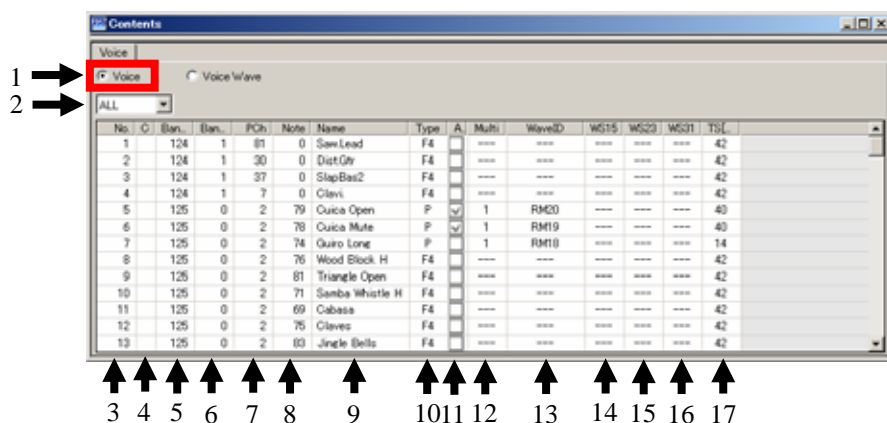 Contents
Voice
1 Voice Voice Wave
2 ALL
No. C Ban... Ban... PCh Note Name Type A. Multi WaveID WS15 WS23 WS31 TS[...
1 124 1 81 0 Saw.Lead F4 --- --- --- --- --- 42
2 124 1 30 0 Dist.Gtr F4 --- --- --- --- --- 42
3 124 1 37 0 SlapBas2 F4 --- --- --- --- --- 42
4 124 1 7 0 Clavi. F4 --- --- --- --- --- 42
5 125 0 2 79 Cuica Open P 1 RM20 --- --- --- 40
6 125 0 2 78 Cuica Mute P 1 RM19 --- --- --- 40
7 125 0 2 74 Guiro Long P 1 RM18 --- --- --- 14
8 125 0 2 76 Wood Block H F4 --- --- --- --- --- 42
9 125 0 2 81 Triangle Open F4 --- --- --- --- --- 42
10 125 0 2 71 Samba Whistle H F4 --- --- --- --- --- 42
11 125 0 2 69 Cabasa F4 --- --- --- --- --- 42
12 125 0 2 75 Claves F4 --- --- --- --- --- 42
13 125 0 2 83 Jingle Bells F4 --- --- --- --- --- 42
3 4 5 6 7 8 9 10 11 12 13 14 15 16 17